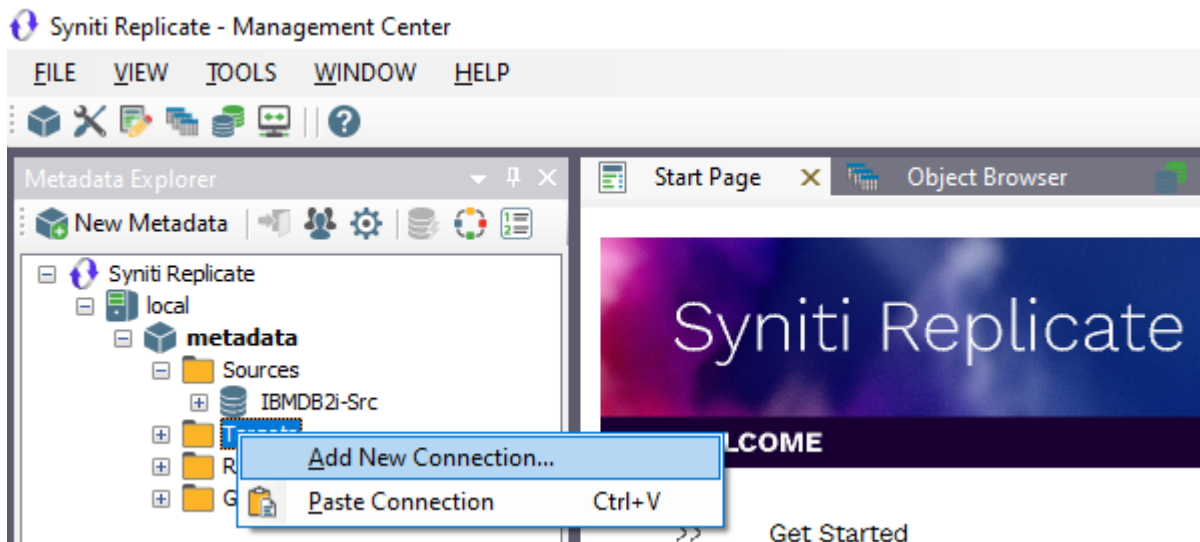 Syniti Replicate - Management Center
FILE VIEW TOOLS WINDOW HELP
Metadata Explorer
Start Page
Object Browser
New Metadata
Syniti Replicate
local
metadata
Sources
IBMDB2i-Src
R
G
Add New Connection...
Paste Connection Ctrl+V
Syniti Replicate
LCOME
>> Get Started